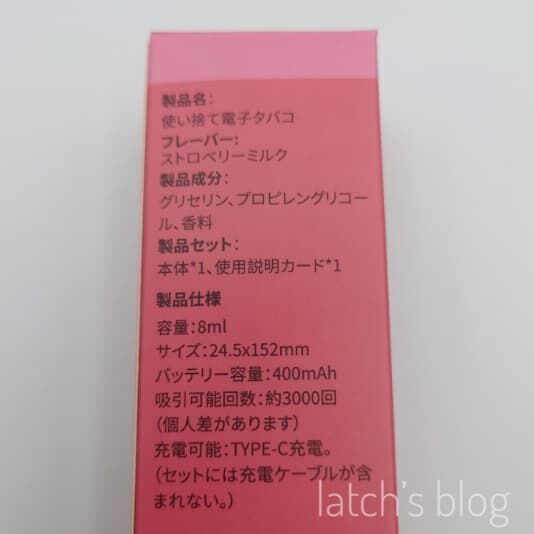 製品名:
使い捨て電子タバコ
フレーバー:
ストロベリーミルク
製品成分:
グリセリン、プロピレングリコー
ル、香料
製品セット:
本体*1、使用説明カード*1
製品仕様
容量:8ml
サイズ:24.5x152mm
バッテリー容量:400mAh
吸引可能回数:約3000回
(個人差があります)
充電可能:TYPE-C充電。
(セットには充電ケーブルが含
まれない。)
latch's blog